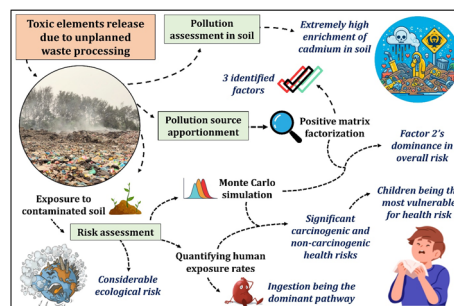 Toxic elements release
due to unplanned
waste processing
Pollution
assessment in soil
Extremely high
enrichment of
cadmium in soil
3 identified
factors
Pollution source
apportionment
Positive matrix
factorization
Factor 2's
dominance in
overall risk
Exposure to
contaminated soil
Monte Carlo
simulation
Children being the
most vulnerable
for health risk
Risk assessment
Significant
carcinogenic and
non-carcinogenic
health risks
Quantifying human
exposure rates
Considerable
ecological risk
Ingestion being the
dominant pathway